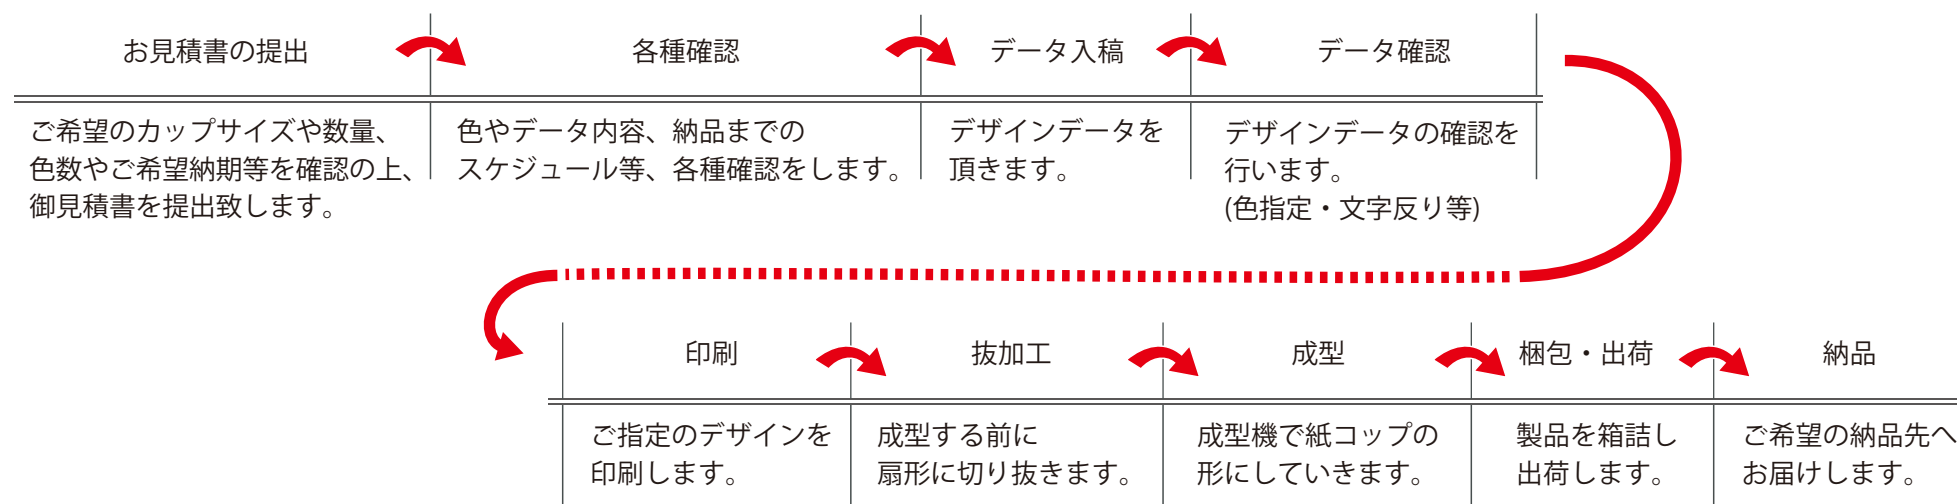 お見積書の提出
各種確認
データ入稿
データ確認
ご希望のカップサイズや数量、
色数やご希望納期等を確認の上、
御見積書を提出致します。
色やデータ内容、納品までの
スケジュール等、各種確認をします。
デザインデータを
頂きます。
デザインデータの確認を
行います。
(色指定・文字反り等)
印刷
抜加工
成型
梱包・出荷
納品
ご指定のデザインを
印刷します。
成型する前に
扇形に切り抜きます。
成型機で紙コップの
形にしていきます。
製品を箱詰し
出荷します。
ご希望の納品先へ
お届けします。